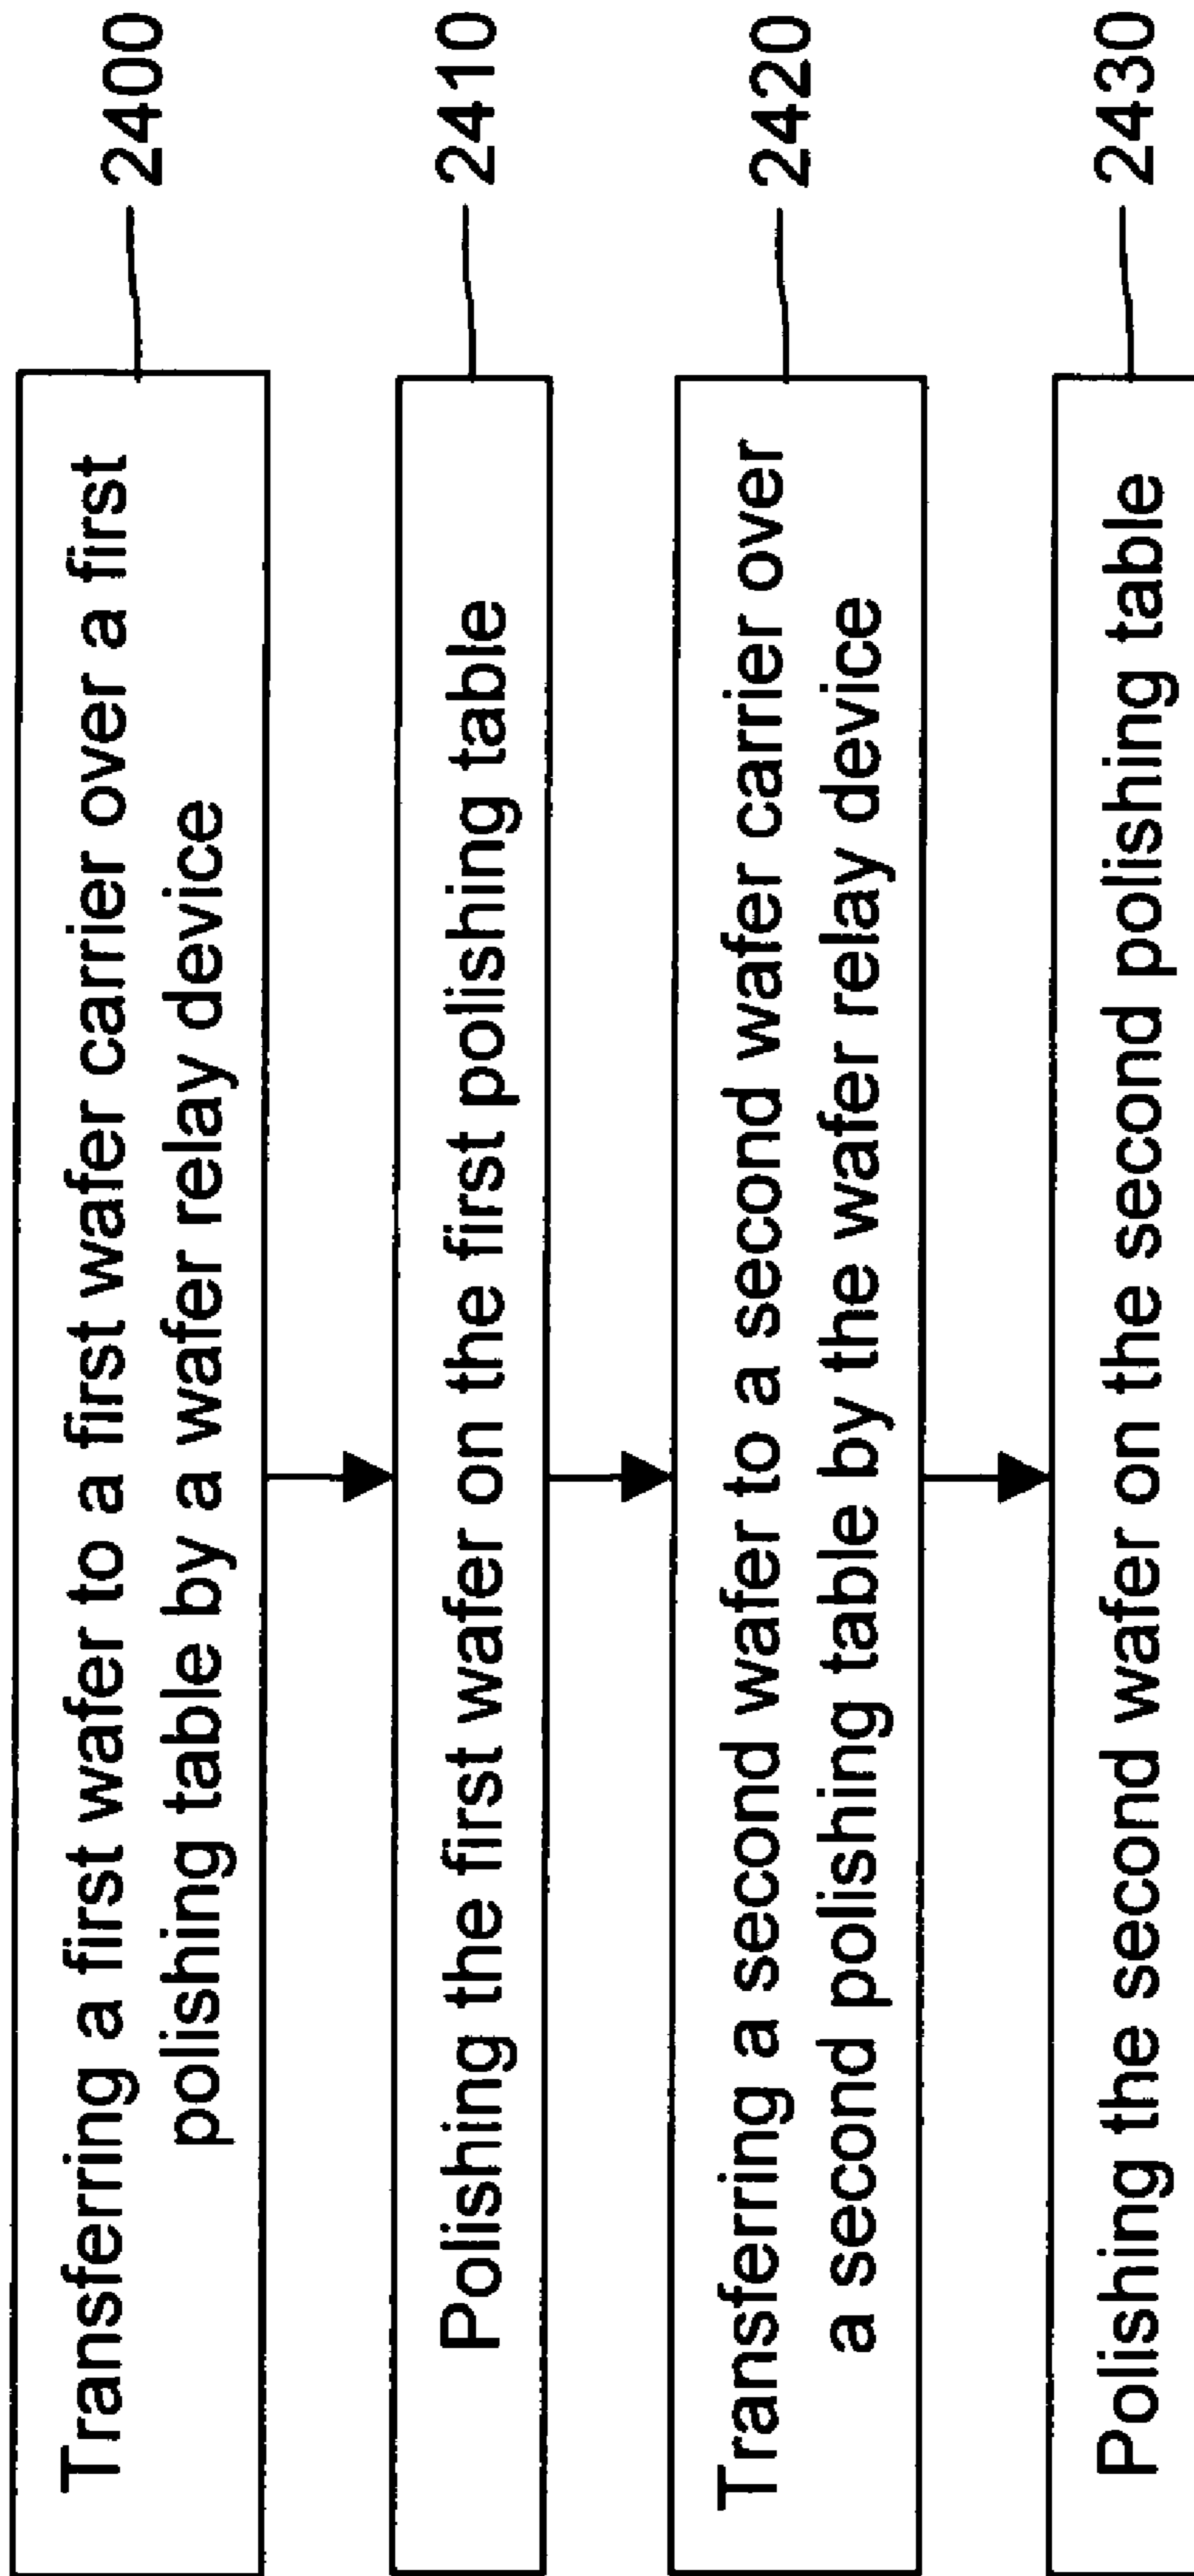 Transferring a first wafer to a first wafer carrier over a first
polishing table by a wafer relay device
2400
Polishing the first wafer on the first polishing table
2410
Transferring a second wafer to a second wafer carrier over
a second polishing table by the wafer relay device
2420
Polishing the second wafer on the second polishing table
2430